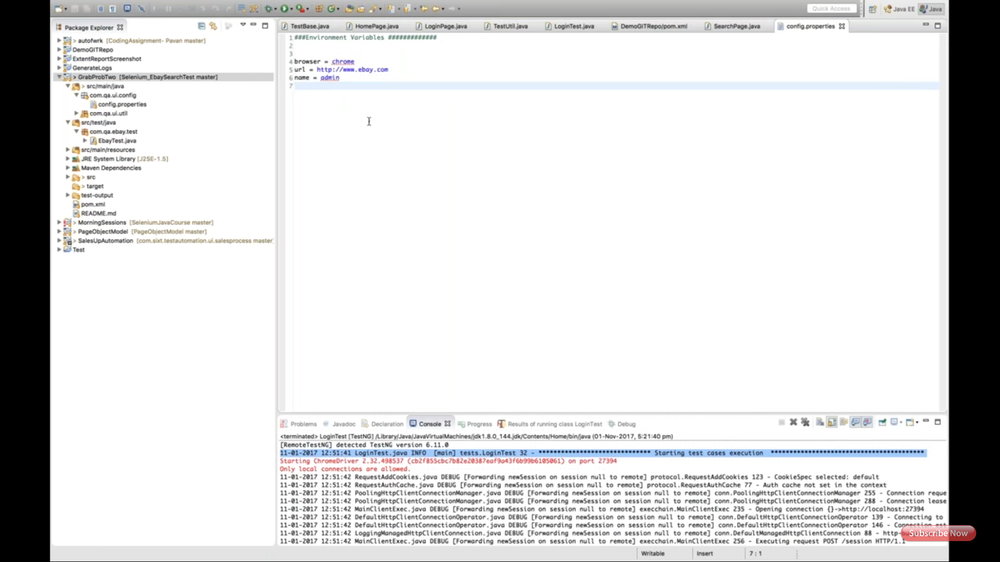 Quick Access
Java EE
Java
Package Explorer
> autofwrk [CodingAssignment- Pavan master]
DemoGITRepo
ExtentReportScreenshot
GenerateLogs
> GrabProbTwo [Selenium_EbaySearchTest master]
> src/main/java
com.qa.ui.config
config.properties
com.qa.ui.util
src/test/java
com.qa.ebay.test
EbayTest.java
src/main/resources
JRE System Library [J2SE-1.5]
Maven Dependencies
> src
> target
test-output
pom.xml
README.md
> MorningSessions [SeleniumJavaCourse master]
> PageObjectModel [PageObjectModel master]
> SalesUpAutomation [com.sixt.testautomation.ui.salesprocess master]
Test
TestBase.java HomePage.java LoginPage.java TestUtil.java LoginTest.java DemoGITRepo/pom.xml SearchPage.java config.properties
1 ###Environment Variables #############
2
3
4 browser = chrome
5 url = http://www.ebay.com
6 name = admin
7
Problems Javadoc Declaration Console Progress Results of running class LoginTest Debug
<terminated> LoginTest [TestNG] /Library/Java/JavaVirtualMachines/jdk1.8.0_144.jdk/Contents/Home/bin/java (01-Nov-2017, 5:21:40 pm)
[RemoteTestNG] detected TestNG version 6.11.0
11-01-2017 12:51:41 LoginTest.java INFO [main] tests.LoginTest 32 - ****************************** Starting test cases execution *****************************************
Starting ChromeDriver 2.32.498537 (cb2f855cbc7b82e20387eaf9a43f6b99b6105061) on port 27394
Only local connections are allowed.
11-01-2017 12:51:42 RequestAddCookies.java DEBUG [Forwarding newSession on session null to remote] protocol.RequestAddCookies 123 - CookieSpec selected: default
11-01-2017 12:51:42 RequestAuthCache.java DEBUG [Forwarding newSession on session null to remote] protocol.RequestAuthCache 77 - Auth cache not set in the context
11-01-2017 12:51:42 PoolingHttpClientConnectionManager.java DEBUG [Forwarding newSession on session null to remote] conn.PoolingHttpClientConnectionManager 255 - Connection reque
11-01-2017 12:51:42 PoolingHttpClientConnectionManager.java DEBUG [Forwarding newSession on session null to remote] conn.PoolingHttpClientConnectionManager 288 - Connection lease
11-01-2017 12:51:42 MainClientExec.java DEBUG [Forwarding newSession on session null to remote] execchain.MainClientExec 235 - Opening connection {}->http://localhost:27394
11-01-2017 12:51:42 DefaultHttpClientConnectionOperator.java DEBUG [Forwarding newSession on session null to remote] conn.DefaultHttpClientConnectionOperator 139 - Connecting to
11-01-2017 12:51:42 DefaultHttpClientConnectionOperator.java DEBUG [Forwarding newSession on session null to remote] conn.DefaultHttpClientConnectionOperator 146 - Connection est
11-01-2017 12:51:42 LoggingManagedHttpClientConnection.java DEBUG [Forwarding newSession on session null to remote] conn.DefaultManagedHttpClientConnection 88 - http-
11-01-2017 12:51:42 MainClientExec.java DEBUG [Forwarding newSession on session null to remote] execchain.MainClientExec 256 - Executing request POST /session HTTP/1.1
Subscribe Now
Writable Insert 7 : 1